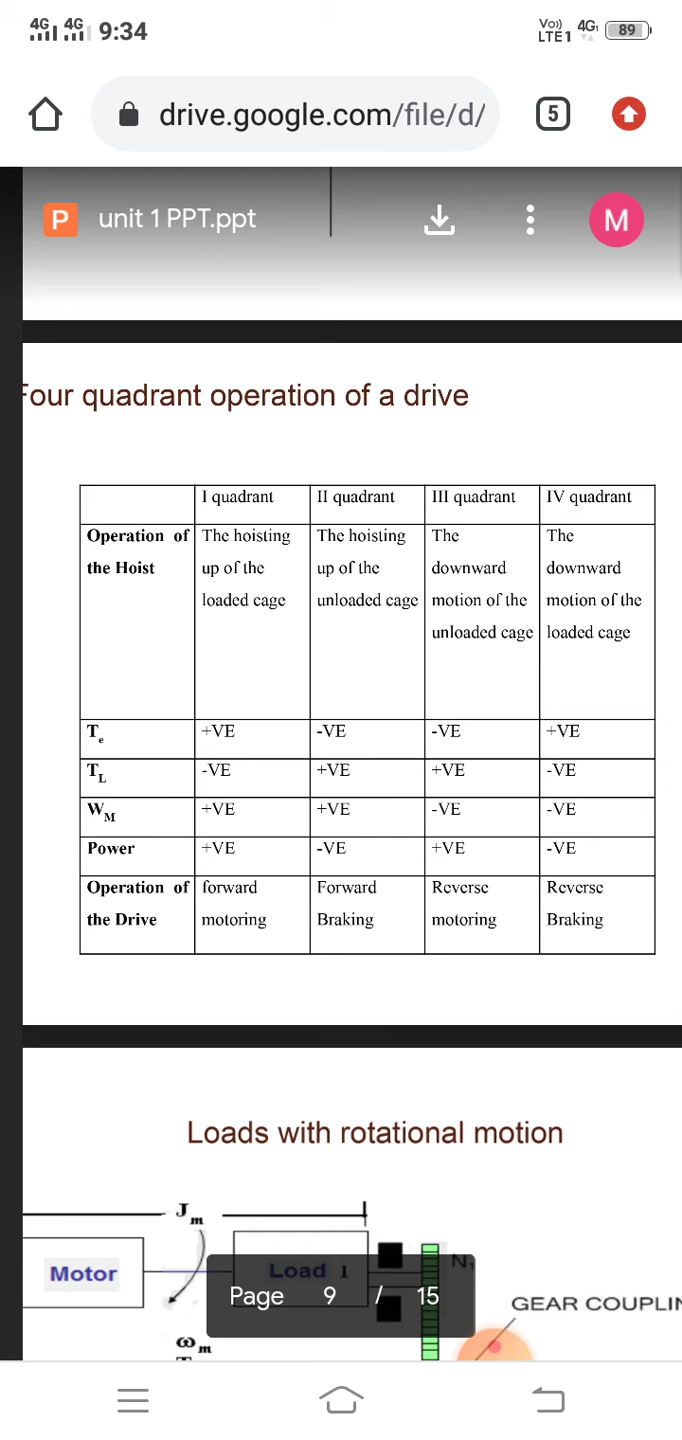 4G 4G 9:34 Vo)) LTE1 4G 89
drive.google.com/file/d/ 5
P unit 1 PPT.ppt M
Four quadrant operation of a drive
I quadrant II quadrant III quadrant IV quadrant
Operation of The hoisting The hoisting The The
the Hoist up of the up of the downward downward
loaded cage unloaded cage motion of the motion of the
unloaded cage loaded cage
Te +VE -VE -VE +VE
TL -VE +VE +VE -VE
WM +VE +VE -VE -VE
Power +VE -VE +VE -VE
Operation of forward Forward Reverse Reverse
the Drive motoring Braking motoring Braking
Loads with rotational motion
Jm
Motor Load 1 N1
Page 9 / 15
GEAR COUPLIN
ωm